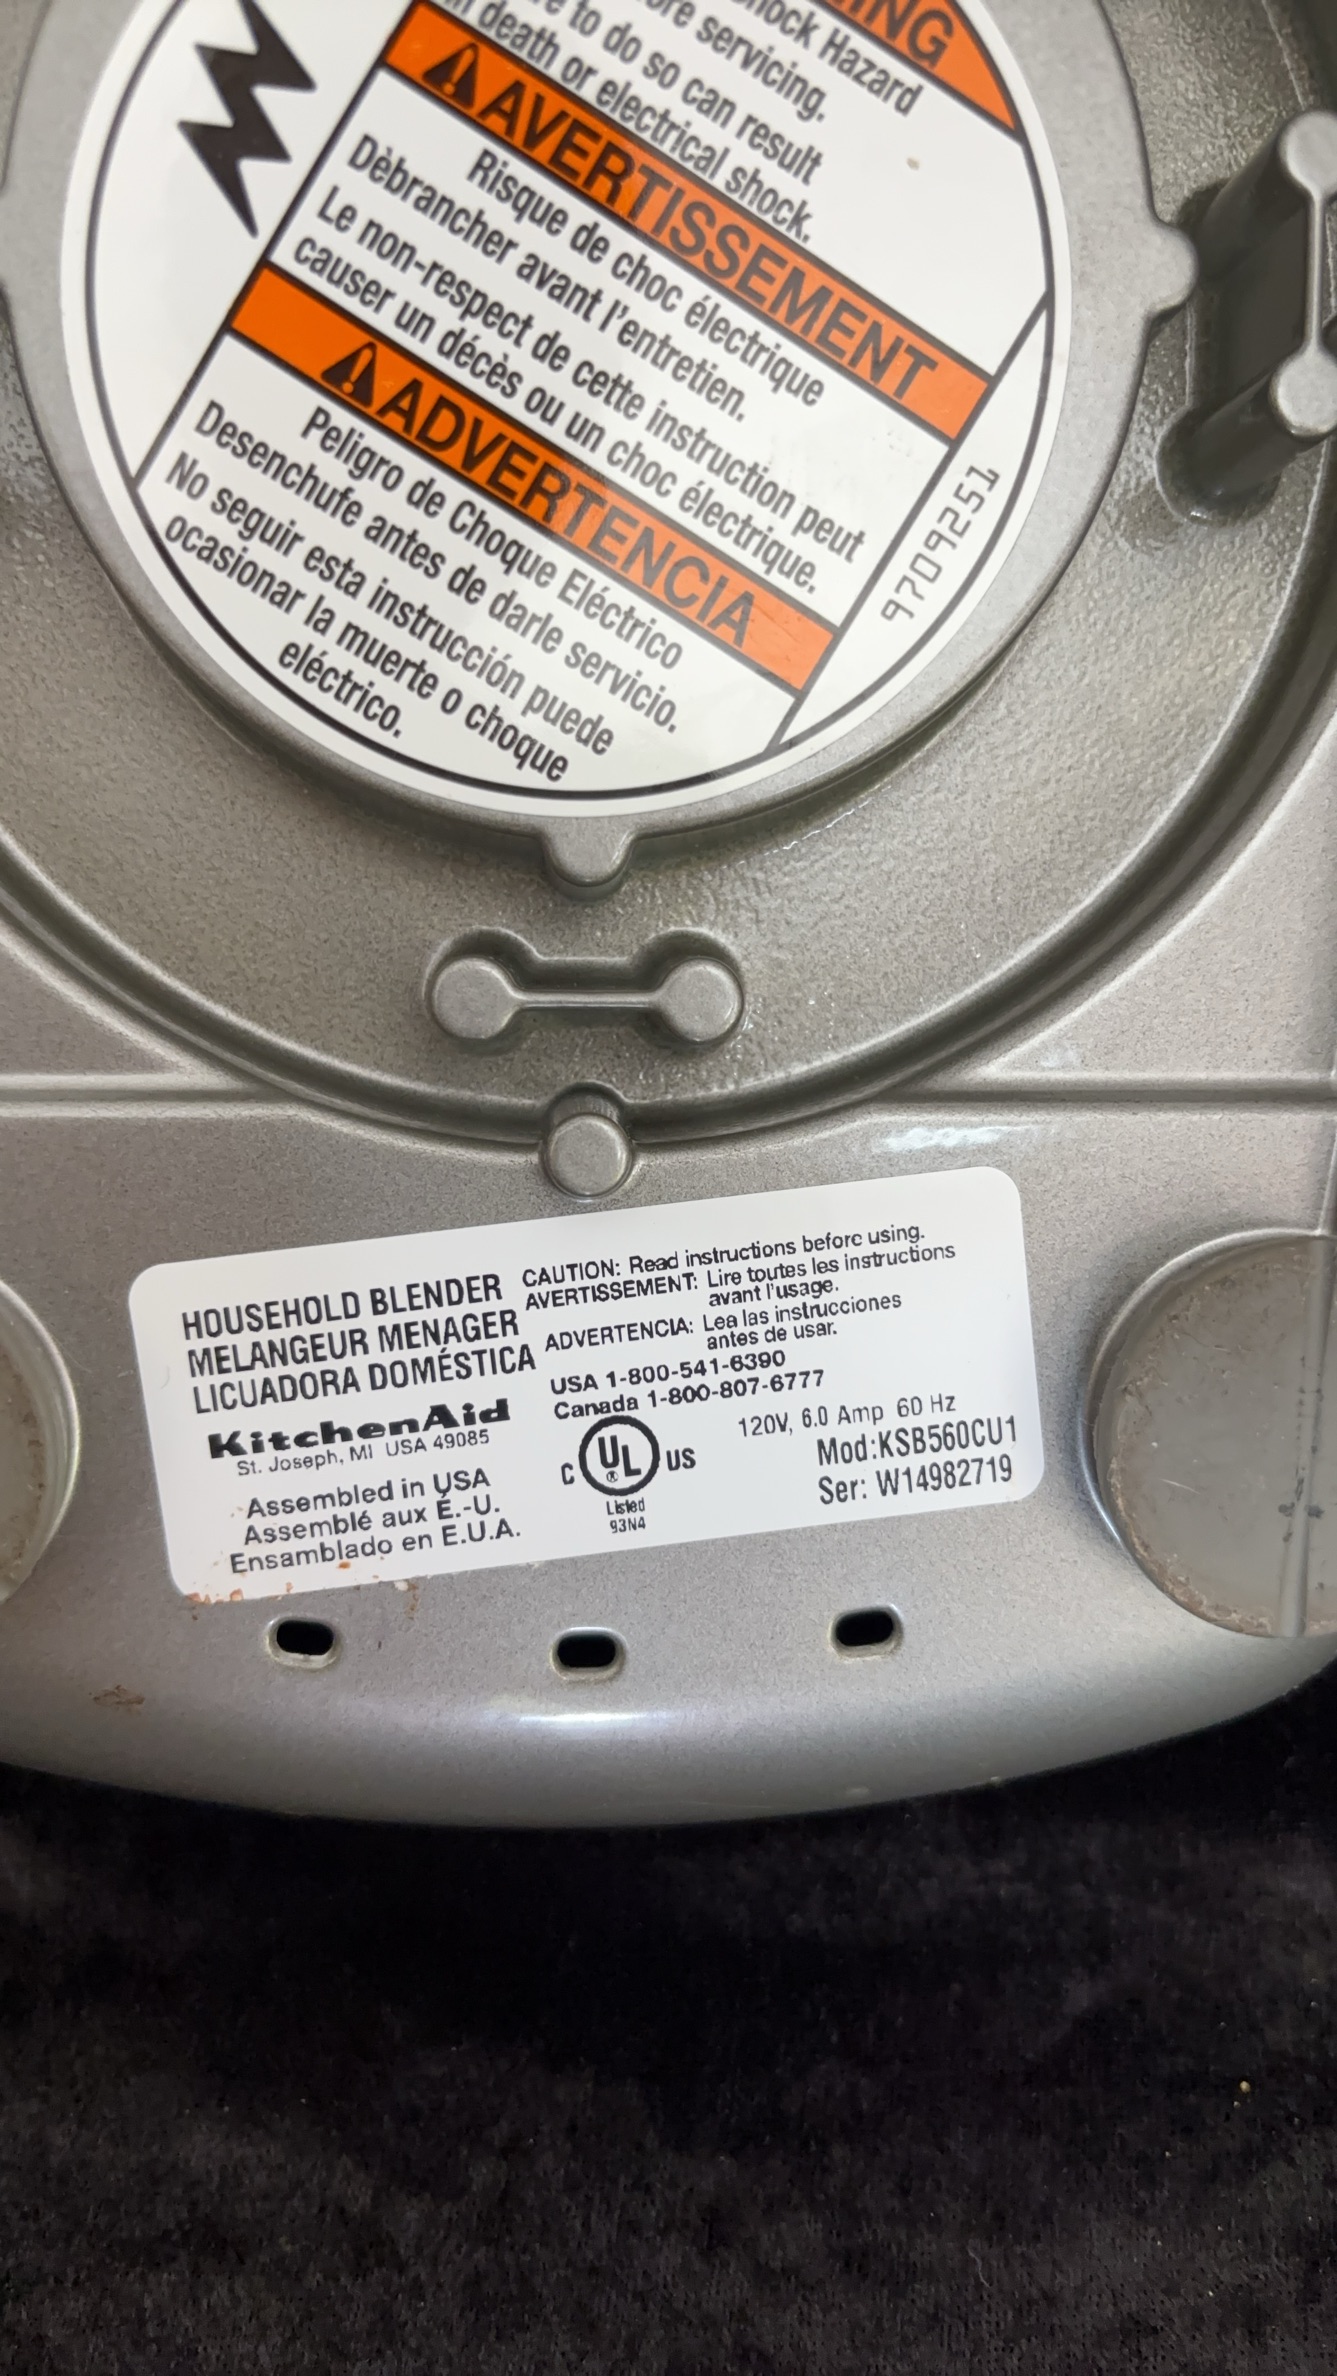 NG
Shock Hazard
servicing.
to do so can result
death or electrical shock.
AVERTISSEMENT
Risque de choc électrique
Dèbrancher avant l'entretien.
Le non-respect de cette instruction peut
causer un décès ou un choc électrique.
ADVERTENCIA
Peligro de Choque Eléctrico
Desenchufe antes de darle servicio.
No seguir esta instrucción puede
ocasionar la muerte o choque
eléctrico.
9709251
HOUSEHOLD BLENDER
MELANGEUR MENAGER
LICUADORA DOMÉSTICA
KitchenAid
St. Joseph, MI USA 49085
Assembled in USA
Assemblé aux É.-U.
Ensamblado en E.U.A.
CAUTION: Read instructions before using.
AVERTISSEMENT: Lire toutes les instructions
avant l'usage.
ADVERTENCIA: Lea las instrucciones
antes de usar.
USA 1-800-541-6390
Canada 1-800-807-6777
C UL ® US
Listed
93N4
120V, 6.0 Amp 60 Hz
Mod:KSB560CU1
Ser: W14982719